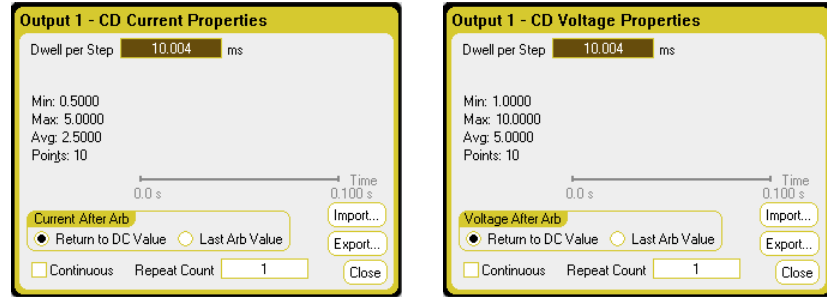 Output 1 - CD Current Properties
Dwell per Step 10.004 ms
Min: 0.5000
Max: 5.0000
Avg: 2.5000
Points: 10
Time
0.0 s 0.100 s
Current After Arb
Return to DC Value Last Arb Value
Import...
Export...
Continuous Repeat Count 1 Close
Output 1 - CD Voltage Properties
Dwell per Step 10.004 ms
Min: 1.0000
Max: 10.0000
Avg: 5.0000
Points: 10
Time
0.0 s 0.100 s
Voltage After Arb
Return to DC Value Last Arb Value
Import...
Export...
Continuous Repeat Count 1 Close